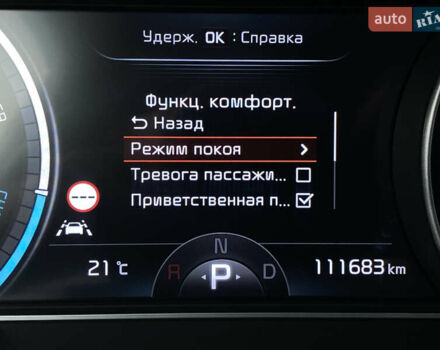 auto RIA
Удерж. OK : Справка
Функц. комфорт.
Назад
Режим покоя
Тревога пассажи...
Приветственная п...
---
N
R P D
21 °C
111683 km